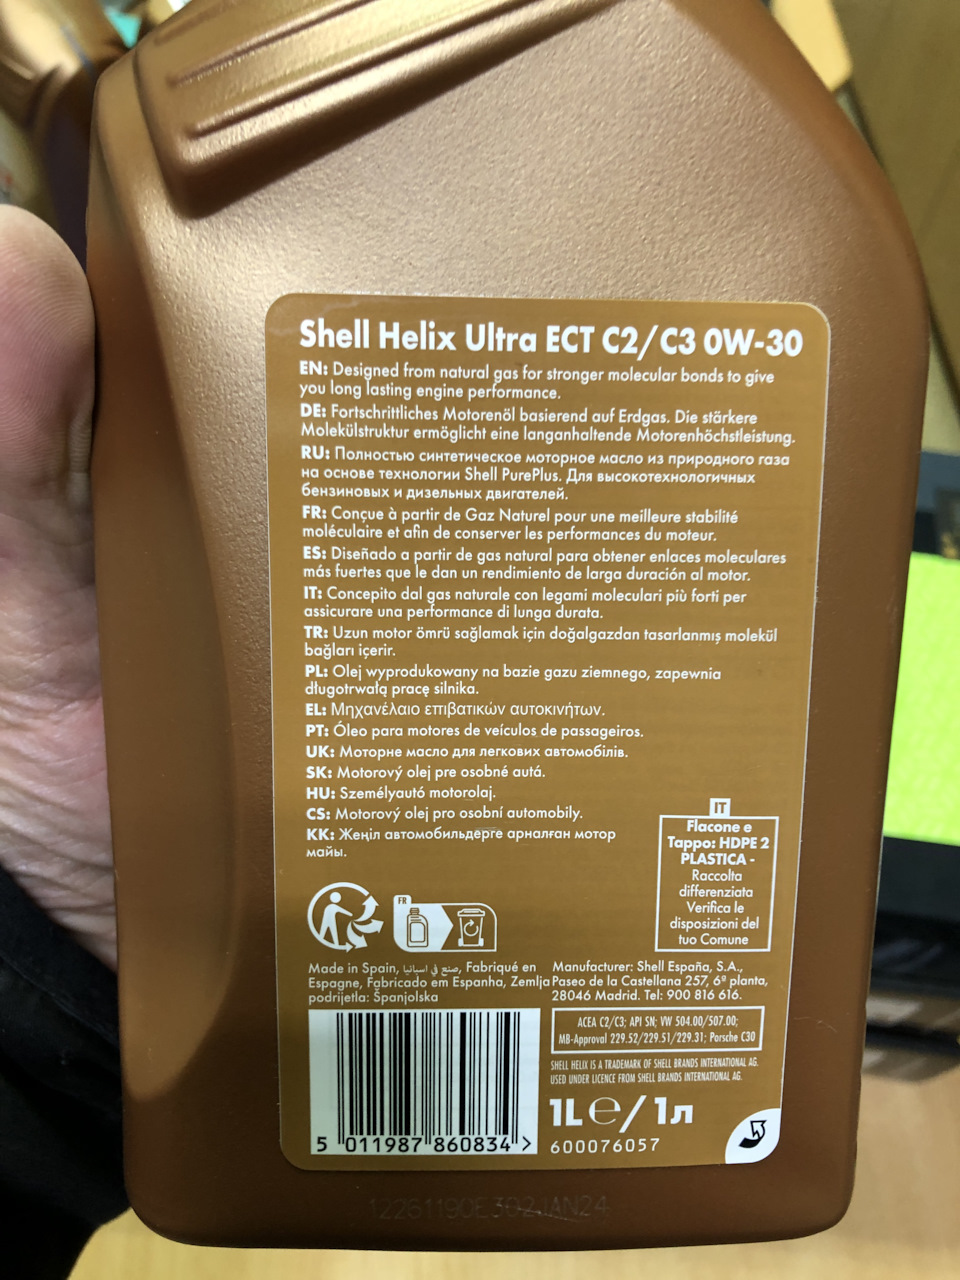 Shell Helix Ultra ECT C2/C3 0W-30
EN: Designed from natural gas for stronger molecular bonds to give
you long lasting engine performance.
DE: Fortschrittliches Motorenöl basierend auf Erdgas. Die stärkere
Molekülstruktur ermöglicht eine langanhaltende Motorenhöchstleistung.
RU: Полностью синтетическое моторное масло из природного газа
на основе технологии Shell PurePlus. Для высокотехнологичных
бензиновых и дизельных двигателей.
FR: Conçue à partir de Gaz Naturel pour une meilleure stabilité
moléculaire et afin de conserver les performances du moteur.
ES: Diseñado a partir de gas natural para obtener enlaces moleculares
más fuertes que le dan un rendimiento de larga duración al motor.
IT: Concepito dal gas naturale con legami molecolari più forti per
assicurare una performance di lunga durata.
TR: Uzun motor ömrü sağlamak için doğalgazdan tasarlanmış molekül
bağları içerir.
PL: Olej wyprodukowany na bazie gazu ziemnego, zapewnia
długotrwałą pracę silnika.
EL: Μηχανέλαιο επιβατικών αυτοκινήτων.
PT: Óleo para motores de veículos de passageiros.
UK: Моторне масло для легкових автомобілів.
SK: Motorový olej pre osobné autá.
HU: Személyautó motorolaj.
CS: Motorový olej pro osobní automobily.
KK: Жеңіл автомобильдерге арналған мотор
майы.
IT
Flacone e
Tappo: HDPE 2
PLASTICA -
Raccolta
differenziata
Verifica le
disposizioni del
tuo Comune
FR
Made in Spain, صنع في اسبانيا, Fabriqué en
Espagne, Fabricado em Espanha, Zemlja
podrijetla: Španjolska
Manufacturer: Shell España, S.A.,
Paseo de la Castellana 257, 6º planta,
28046 Madrid. Tel: 900 816 616.
ACEA C2/C3; API SN; VW 504.00/507.00;
MB-Approval 229.52/229.51/229.31; Porsche C30
SHELL HELIX IS A TRADEMARK OF SHELL BRANDS INTERNATIONAL AG.
USED UNDER LICENCE FROM SHELL BRANDS INTERNATIONAL AG.
1L ℮/1л
600076057
5 011987 860834 >
12261190E302JAN24